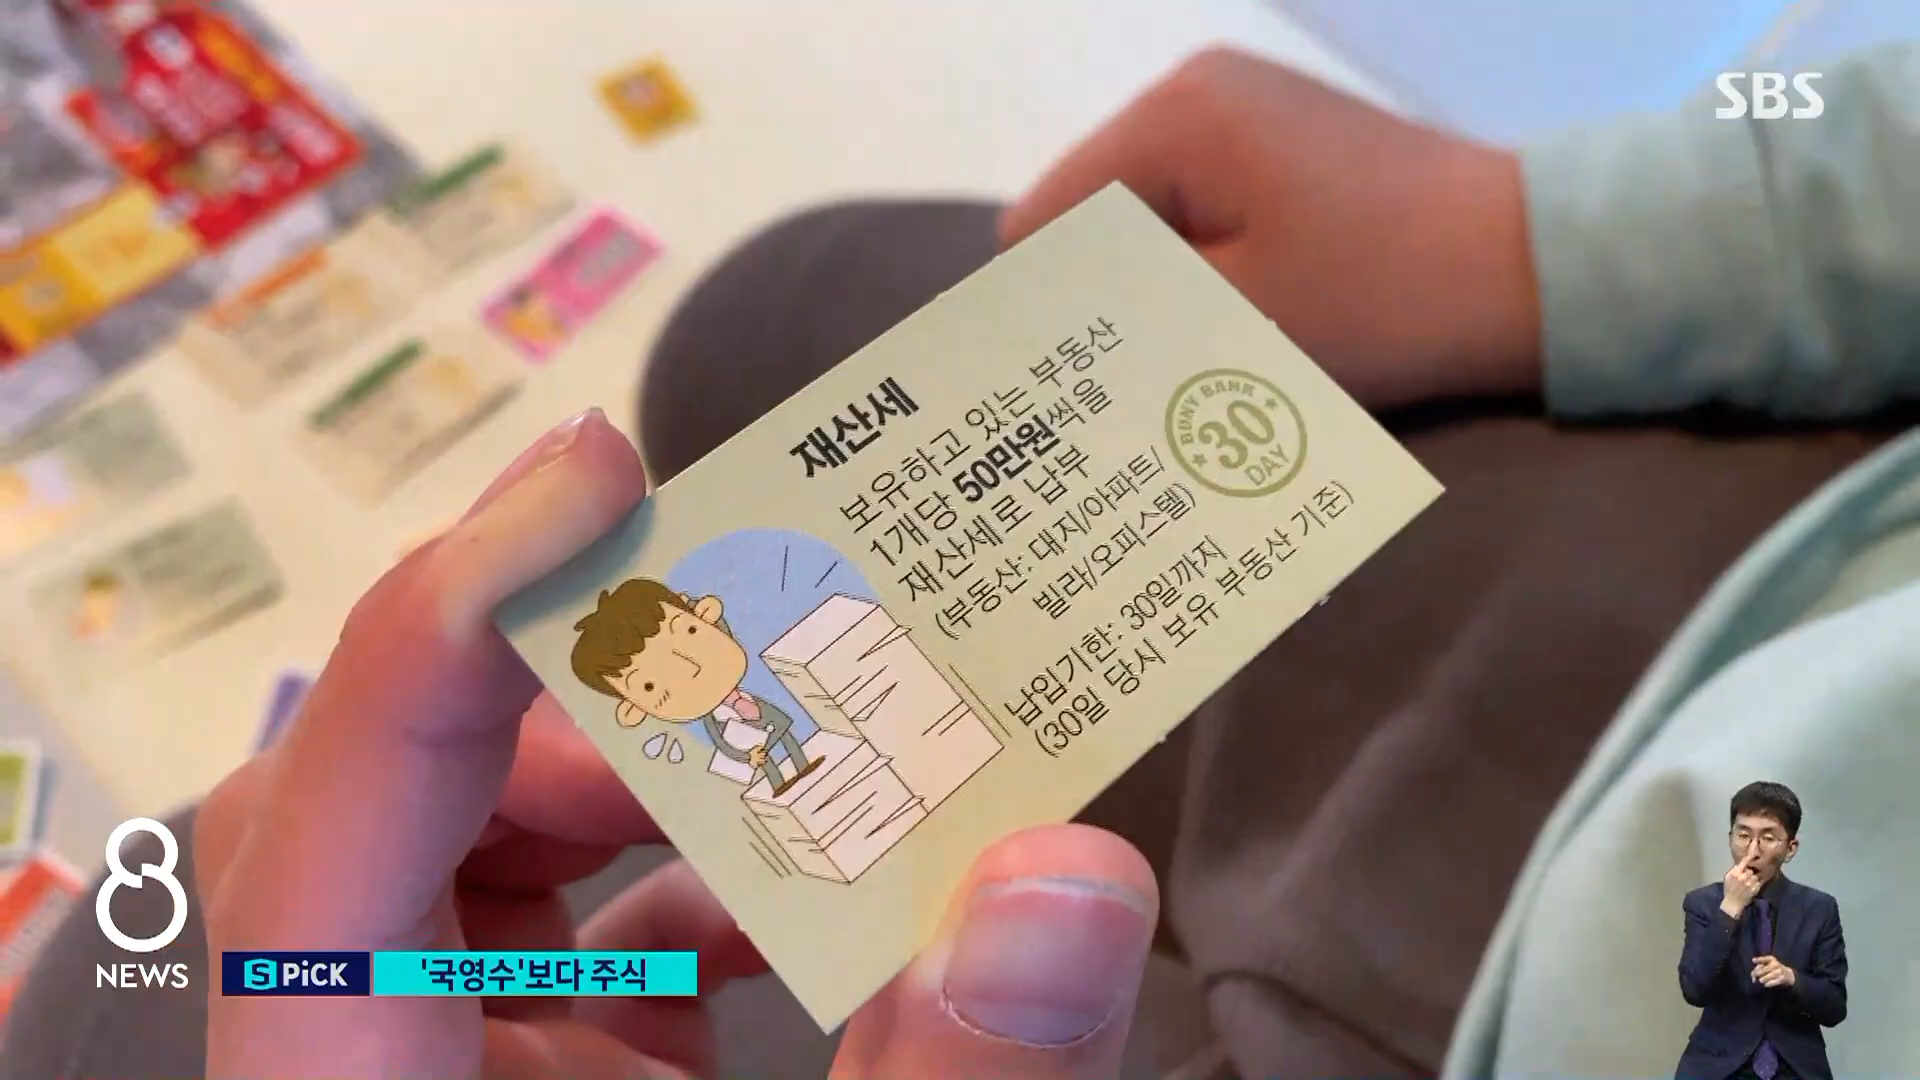 SBS
재산세
보유하고 있는 부동산
1개당 50만원씩을
재산세로 납부
(부동산: 대지/아파트/
빌라/오피스텔)
납입기한: 30일까지
(30일 당시 보유 부동산 기준)
BUNY BANK
30
DAY
8
NEWS
S PiCK
'국영수'보다 주식